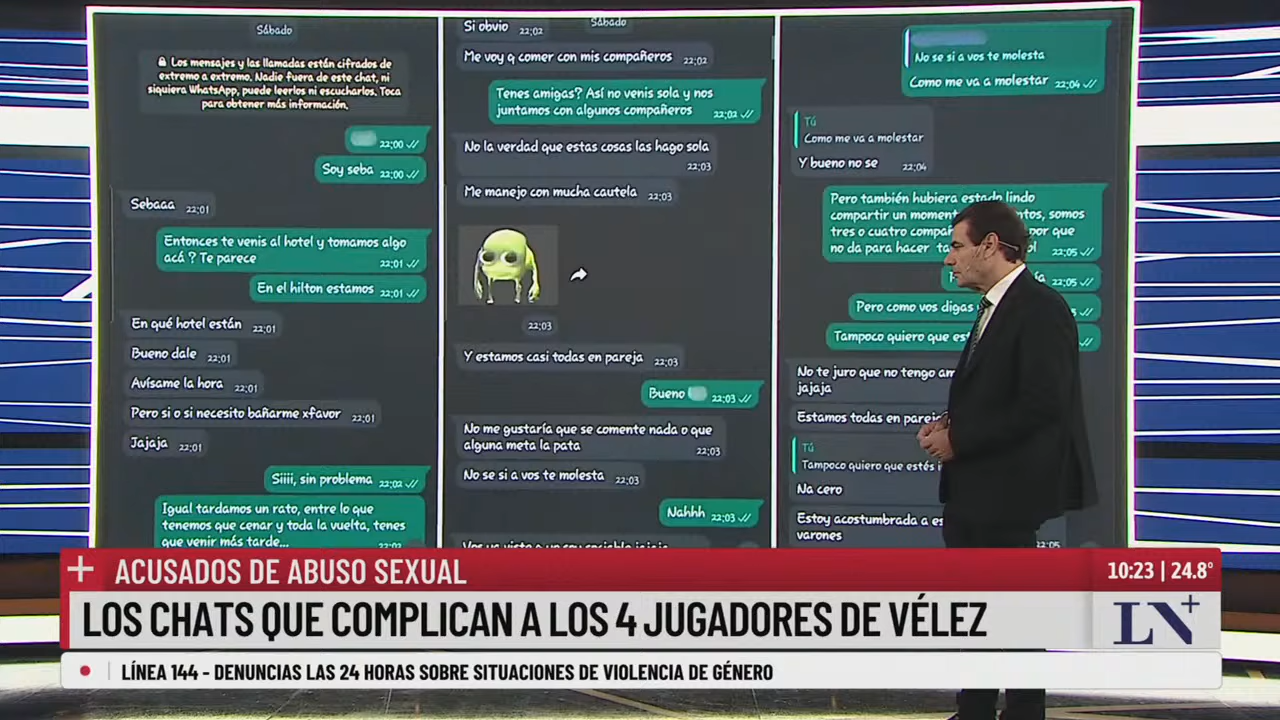 Sábado
Los mensajes y las llamadas están cifrados de
extremo a extremo. Nadie fuera de este chat, ni
siquiera WhatsApp, puede leerlos ni escucharlos. Toca
para obtener más información.
22:00
Soy seba 22:00
Sebaaa 22:01
Entonces te venis al hotel y tomamos algo
acá ? Te parece 22:01
En el hilton estamos 22:01
En qué hotel están 22:01
Bueno dale 22:01
Avísame la hora 22:01
Pero si o si necesito bañarme xfavor 22:01
Jajaja 22:01
Siiii, sin problema 22:02
Igual tardamos un rato, entre lo que
tenemos que cenar y toda la vuelta, tenes
que venir más tarde...
Si obvio 22:02
Sábado
Me voy q comer con mis compañeros 22:02
Tenes amigas? Así no venis sola y nos
juntamos con algunos compañeros 22:02
No la verdad que estas cosas las hago sola
22:03
Me manejo con mucha cautela 22:03
22:03
Y estamos casi todas en pareja 22:03
Bueno 22:03
No me gustaría que se comente nada o que
alguna meta la pata 22:03
No se si a vos te molesta 22:03
Nahhh 22:03
No se si a vos te molesta
Como me va a molestar 22:04
Tú
Como me va a molestar
Y bueno no se 22:04
Pero también hubiera estado lindo
compartir un
somos
tres o cuatro
por que
no da para hacer 22:05
22:05
Pero como vos digas
Tampoco quiero que
No te juro que no tengo
jajaja
Estamos todas en
Tú
Tampoco quiero que estés
Na cero
Estoy acostumbrada a
varones 22:05
ACUSADOS DE ABUSO SEXUAL
10:23 | 24.8°
LOS CHATS QUE COMPLICAN A LOS 4 JUGADORES DE VÉLEZ
LN+
LÍNEA 144 - DENUNCIAS LAS 24 HORAS SOBRE SITUACIONES DE VIOLENCIA DE GÉNERO